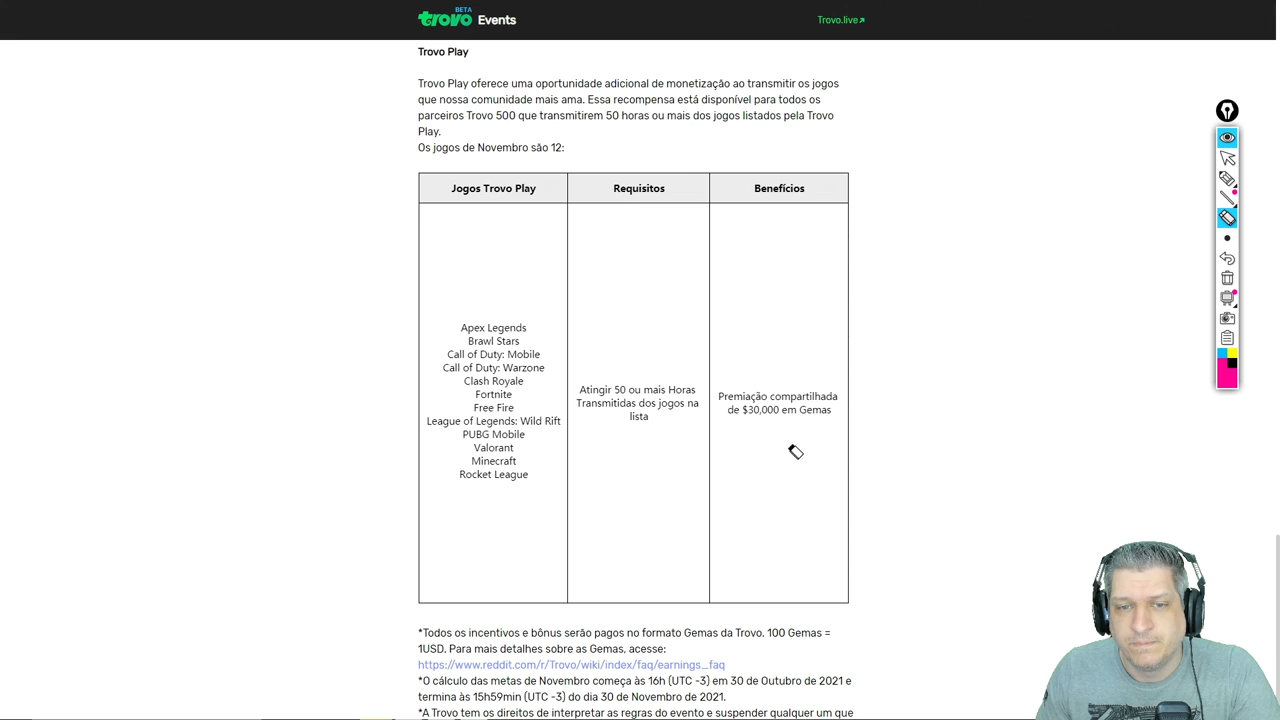 BETA
trovo Events
Trovo.live
Trovo Play
Trovo Play oferece uma oportunidade adicional de monetização ao transmitir os jogos
que nossa comunidade mais ama. Essa recompensa está disponível para todos os
parceiros Trovo 500 que transmitirem 50 horas ou mais dos jogos listados pela Trovo
Play.
Os jogos de Novembro são 12:
Jogos Trovo Play
Requisitos
Benefícios
Apex Legends
Brawl Stars
Call of Duty: Mobile
Call of Duty: Warzone
Clash Royale
Fortnite
Free Fire
League of Legends: Wild Rift
PUBG Mobile
Valorant
Minecraft
Rocket League
Atingir 50 ou mais Horas
Transmitidas dos jogos na
lista
Premiação compartilhada
de $30,000 em Gemas
*Todos os incentivos e bônus serão pagos no formato Gemas da Trovo. 100 Gemas =
1USD. Para mais detalhes sobre as Gemas, acesse:
https://www.reddit.com/r/Trovo/wiki/index/faq/earnings_faq
*O cálculo das metas de Novembro começa às 16h (UTC -3) em 30 de Outubro de 2021 e
termina às 15h59min (UTC -3) do dia 30 de Novembro de 2021.
*A Trovo tem os direitos de interpretar as regras do evento e suspender qualquer um que